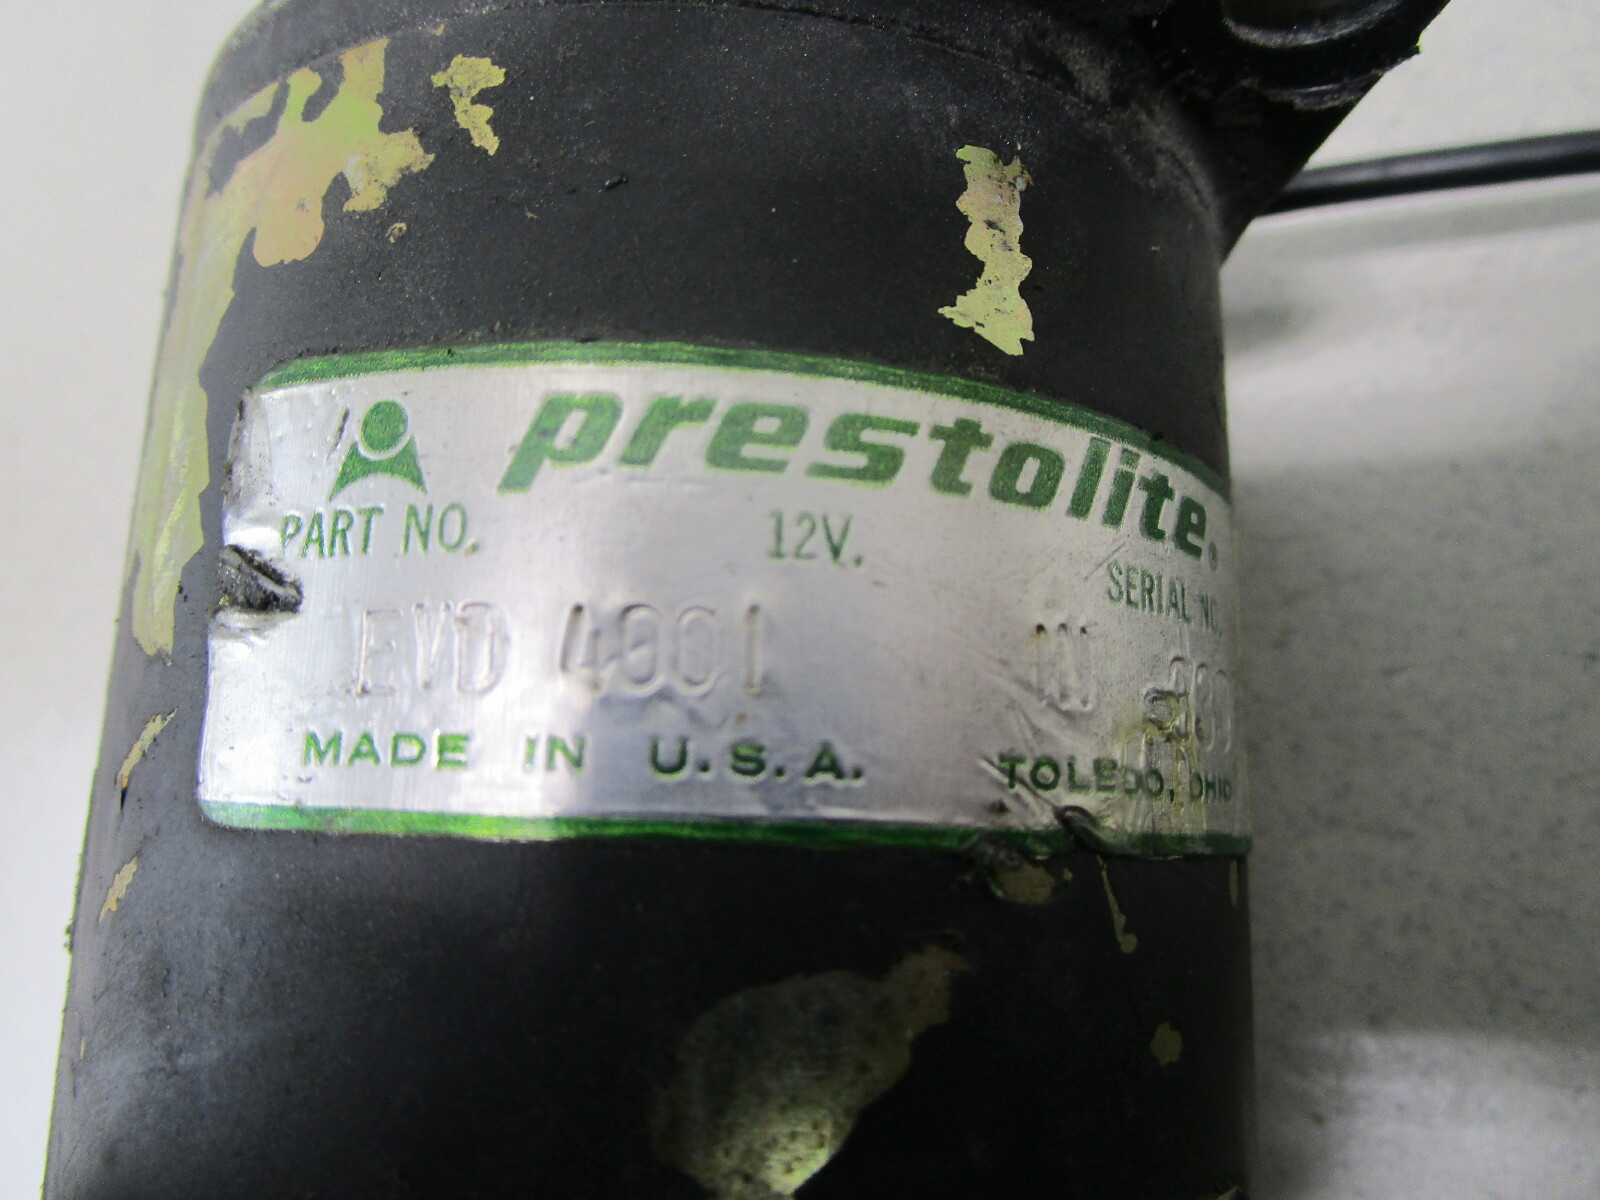 prestolite.
PART NO. 12V. SERIAL NO.
EVD 4001
MADE IN U.S.A. TOLEDO, OHIO